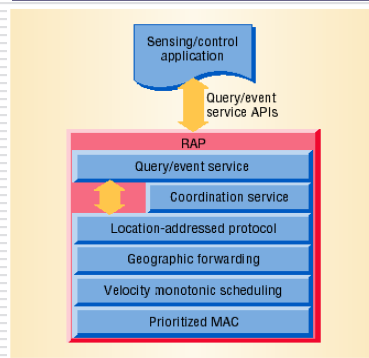 Sensing/control
application
Query/event
service APIs
RAP
Query/event service
Coordination service
Location-addressed protocol
Geographic forwarding
Velocity monotonic scheduling
Prioritized MAC